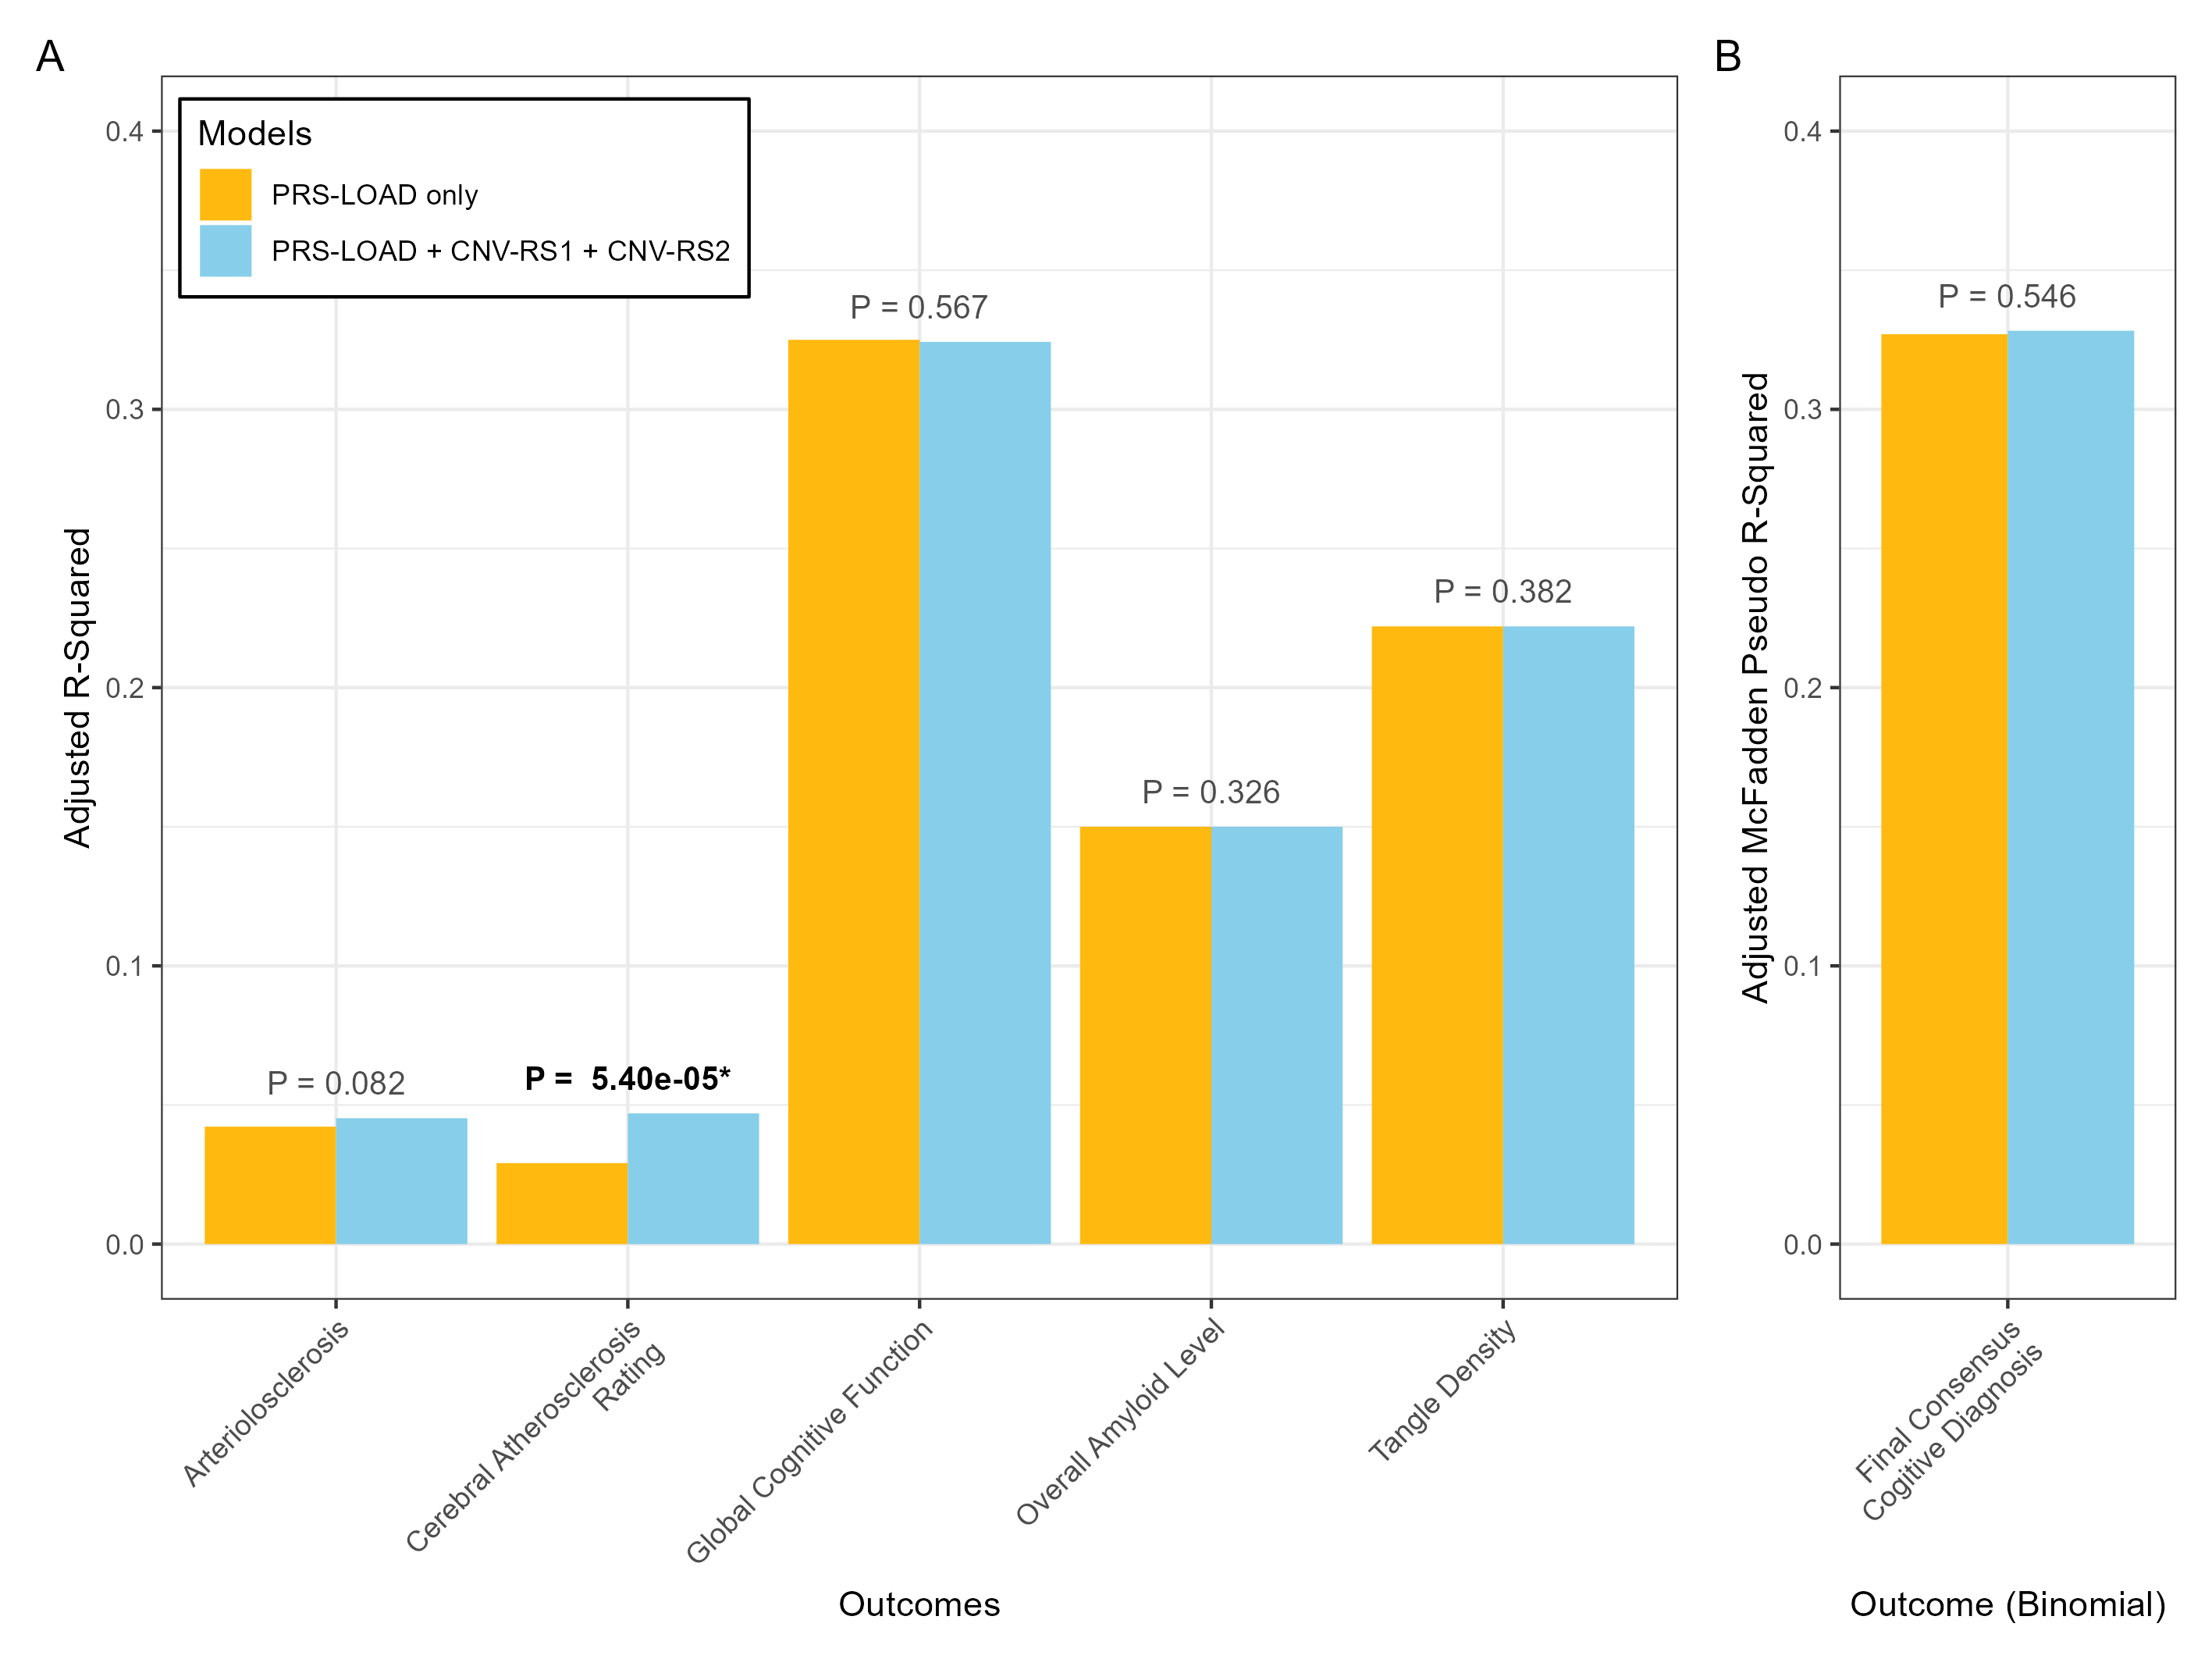 A
B
Models
PRS-LOAD only
PRS-LOAD + CNV-RS1 + CNV-RS2
Adjusted R-Squared
0.4
0.3
0.2
0.1
0.0
P = 0.082
P =  5.40e-05*
P = 0.567
P = 0.326
P = 0.382
Arteriolosclerosis
Cerebral Atherosclerosis
Rating
Global Cognitive Function
Overall Amyloid Level
Tangle Density
Outcomes
Adjusted McFadden Pseudo R-Squared
0.4
0.3
0.2
0.1
0.0
P = 0.546
Final Consensus
Cogitive Diagnosis
Outcome (Binomial)